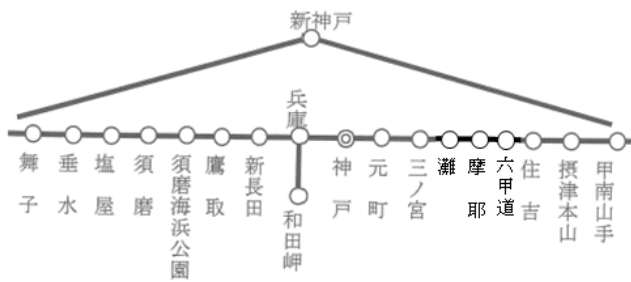 新神戸
舞子
垂水
塩屋
須磨
須磨海浜公園
鷹取
新長田
兵庫
和田岬
神戸
元町
三ノ宮
灘
摩耶
六甲道
住吉
摂津本山
甲南山手